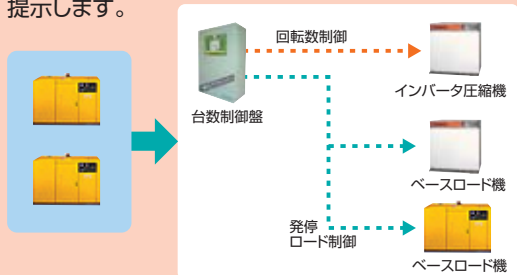 提示します。
回転数制御
インバータ圧縮機
台数制御盤
ベースロード機
発停
ロード制御
ベースロード機